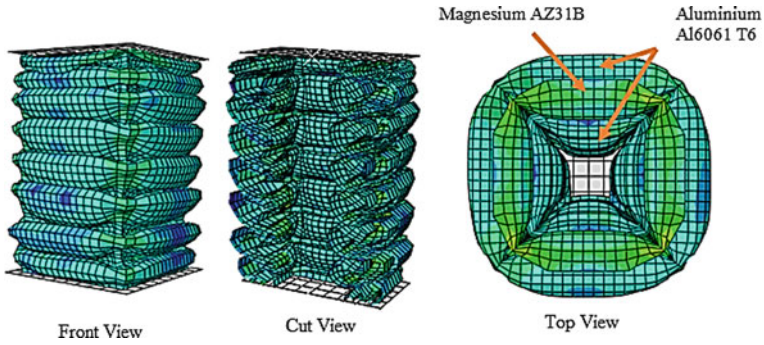 Magnesium AZ31B
Aluminium
Al6061 T6
Front View
Cut View
Top View